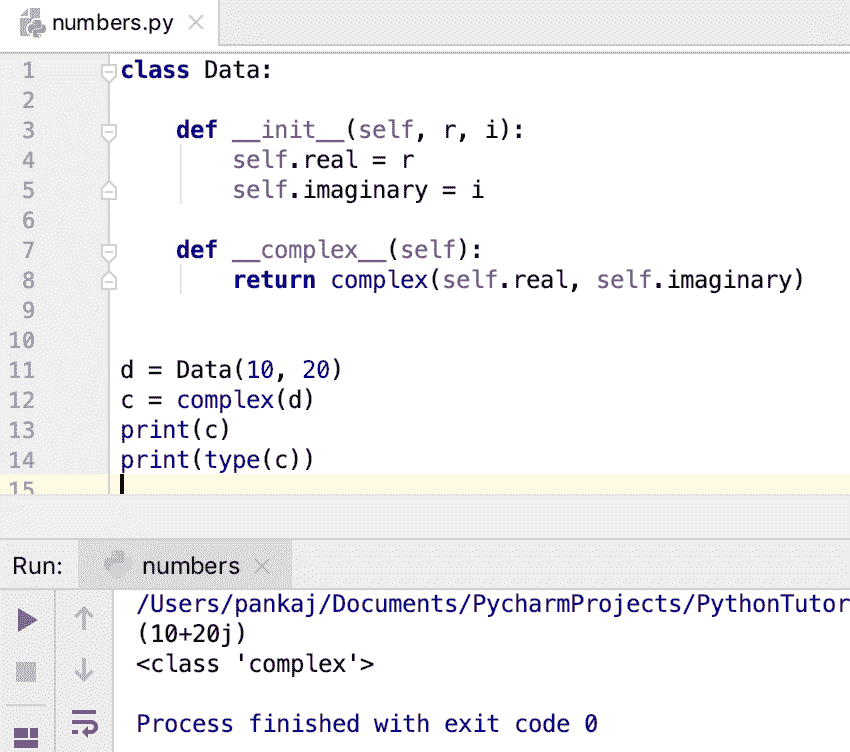 numbers.py
1 class Data:
2
3 def __init__(self, r, i):
4 self.real = r
5 self.imaginary = i
6
7 def __complex__(self):
8 return complex(self.real, self.imaginary)
9
10
11 d = Data(10, 20)
12 c = complex(d)
13 print(c)
14 print(type(c))
15
Run: numbers
/Users/pankaj/Documents/PycharmProjects/PythonTutor
(10+20j)
<class 'complex'>
Process finished with exit code 0